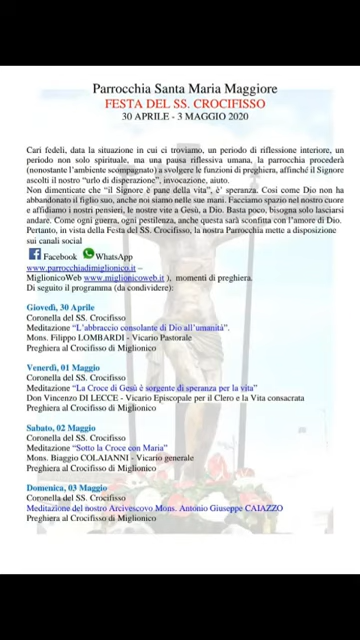 Parrocchia Santa Maria Maggiore
FESTA DEL SS. CROCIFISSO
30 APRILE - 3 MAGGIO 2020
Cari fedeli, data la situazione in cui ci troviamo, un periodo di riflessione interiore, un
periodo non solo spirituale, ma una pausa riflessiva umana, la parrocchia procederà
(nonostante l'ambiente scompagnato) a svolgere le funzioni di preghiera, affinché il Signore
ascolti il nostro "urlo di disperazione", invocazione, aiuto.
Non dimenticate che "il Signore è pane della vita", è' speranza. Così come Dio non ha
abbandonato il figlio suo, anche noi siamo nelle sue mani. Facciamo spazio nel nostro cuore
e affidiamo i nostri pensieri, le nostre vite a Gesù, a Dio. Basta poco, bisogna solo lasciarsi
andare. Come ogni guerra, ogni pestilenza, anche questa sarà sconfitta con l'amore di Dio.
Pertanto, in vista della Festa del SS. Crocifisso, la nostra Parrocchia mette a disposizione
sui canali social
Facebook WhatsApp
www.parrocchiadimiglionico.it –
MiglionicoWeb www.miglionicoweb.it ), momenti di preghiera.
Di seguito il programma (da condividere):
Giovedì, 30 Aprile
Coronella del SS. Crocifisso
Meditazione "L'abbraccio consolante di Dio all'umanità".
Mons. Filippo LOMBARDI - Vicario Pastorale
Preghiera al Crocifisso di Miglionico
Venerdì, 01 Maggio
Coronella del SS. Crocifisso
Meditazione "La Croce di Gesù è sorgente di speranza per la vita"
Don Vincenzo DI LECCE - Vicario Episcopale per il Clero e la Vita consacrata
Preghiera al Crocifisso di Miglionico
Sabato, 02 Maggio
Coronella del SS. Crocifisso
Meditazione "Sotto la Croce con Maria"
Mons. Biaggio COLAIANNI - Vicario generale
Preghiera al Crocifisso di Miglionico
Domenica, 03 Maggio
Coronella del SS. Crocifisso
Meditazione del nostro Arcivescovo Mons. Antonio Giuseppe CAIAZZO
Preghiera al Crocifisso di Miglionico